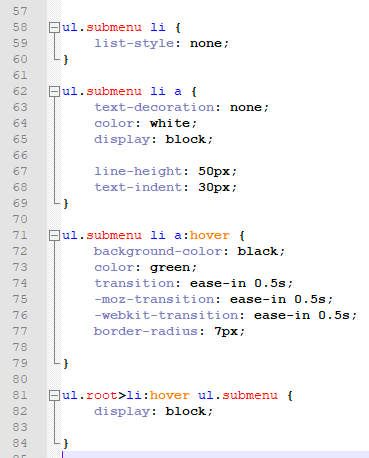 57
58 ul.submenu li {
59     list-style: none;
60 }
61
62 ul.submenu li a {
63     text-decoration: none;
64     color: white;
65     display: block;
66
67     line-height: 50px;
68     text-indent: 30px;
69 }
70
71 ul.submenu li a:hover {
72     background-color: black;
73     color: green;
74     transition: ease-in 0.5s;
75     -moz-transition: ease-in 0.5s;
76     -webkit-transition: ease-in 0.5s;
77     border-radius: 7px;
78
79 }
80
81 ul.root>li:hover ul.submenu {
82     display: block;
83
84 }
85